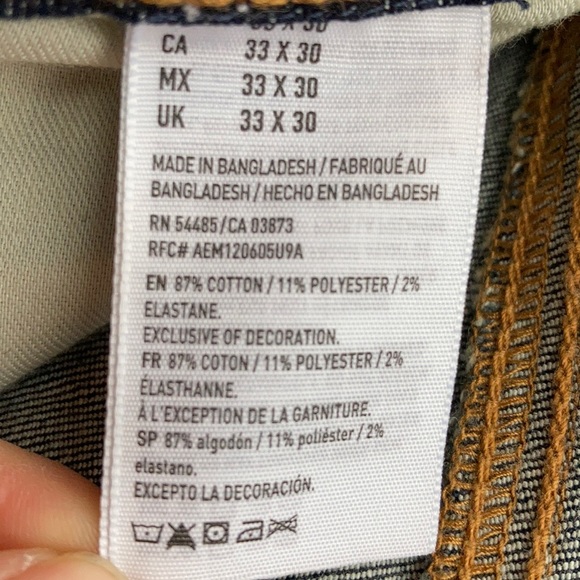 33 X 30
CA 33 X 30
MX 33 X 30
UK 33 X 30
MADE IN BANGLADESH / FABRIQUÉ AU
BANGLADESH / HECHO EN BANGLADESH
RN 54485 / CA 03873
RFC# AEM120605U9A
EN 87% COTTON / 11% POLYESTER / 2%
ELASTANE.
EXCLUSIVE OF DECORATION.
FR 87% COTON / 11% POLYESTER / 2%
ÉLASTHANNE.
À L'EXCEPTION DE LA GARNITURE.
SP 87% algodón / 11% poliéster / 2%
elastano.
EXCEPTO LA DECORACIÓN.